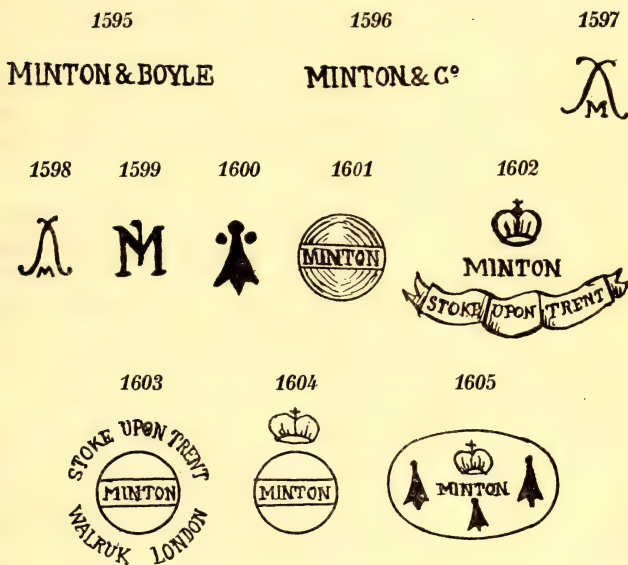 1595 1596 1597
MINTON & BOYLE MINTON & Cº M
1598 1599 1600 1601 1602
M M MINTON
MINTON
STOKE UPON TRENT
1603 1604 1605
STOKE UPON TRENT
MINTON MINTON MINTON
WALRUK LONDON